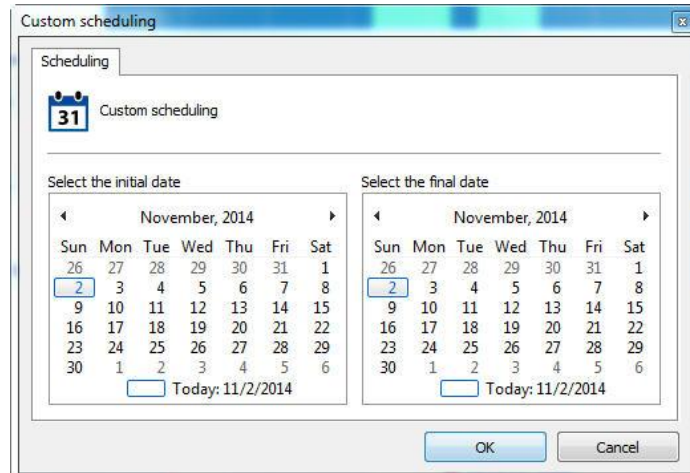 Custom scheduling
Scheduling
31
Custom scheduling
Select the initial date
November, 2014
Sun Mon Tue Wed Thu Fri Sat
26 27 28 29 30 31 1
2 3 4 5 6 7 8
9 10 11 12 13 14 15
16 17 18 19 20 21 22
23 24 25 26 27 28 29
30 1 2 3 4 5 6
Today: 11/2/2014
Select the final date
November, 2014
Sun Mon Tue Wed Thu Fri Sat
26 27 28 29 30 31 1
2 3 4 5 6 7 8
9 10 11 12 13 14 15
16 17 18 19 20 21 22
23 24 25 26 27 28 29
30 1 2 3 4 5 6
Today: 11/2/2014
OK
Cancel